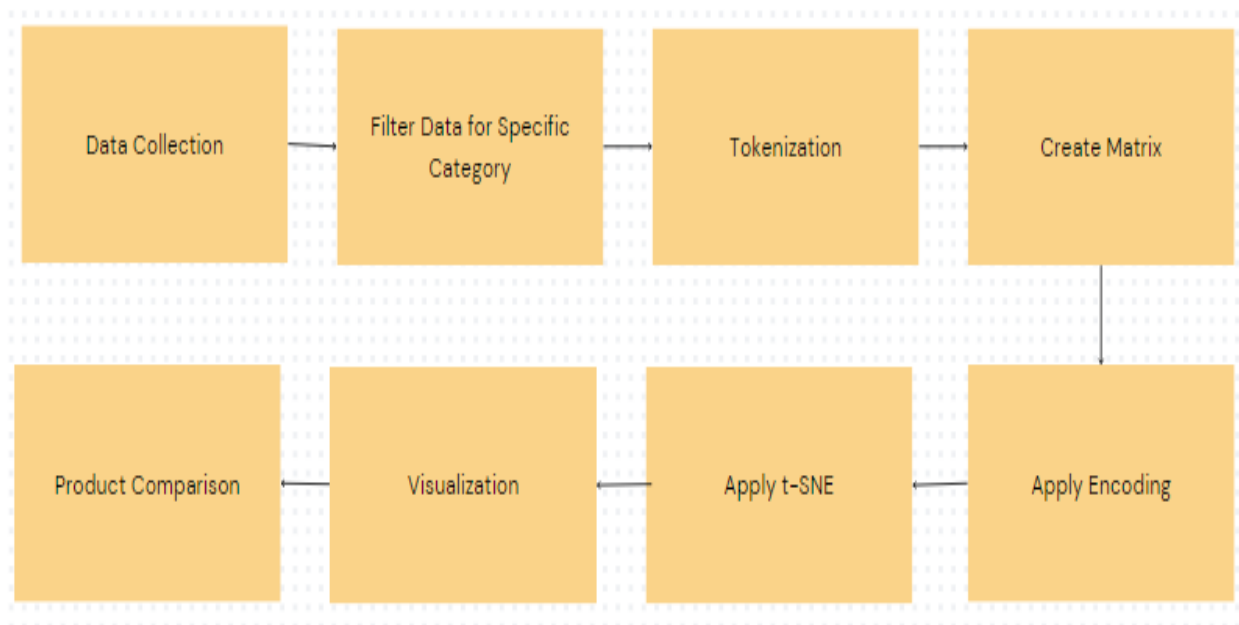 Data Collection
Filter Data for Specific
Category
Tokenization
Create Matrix
Apply Encoding
Apply t-SNE
Visualization
Product Comparison